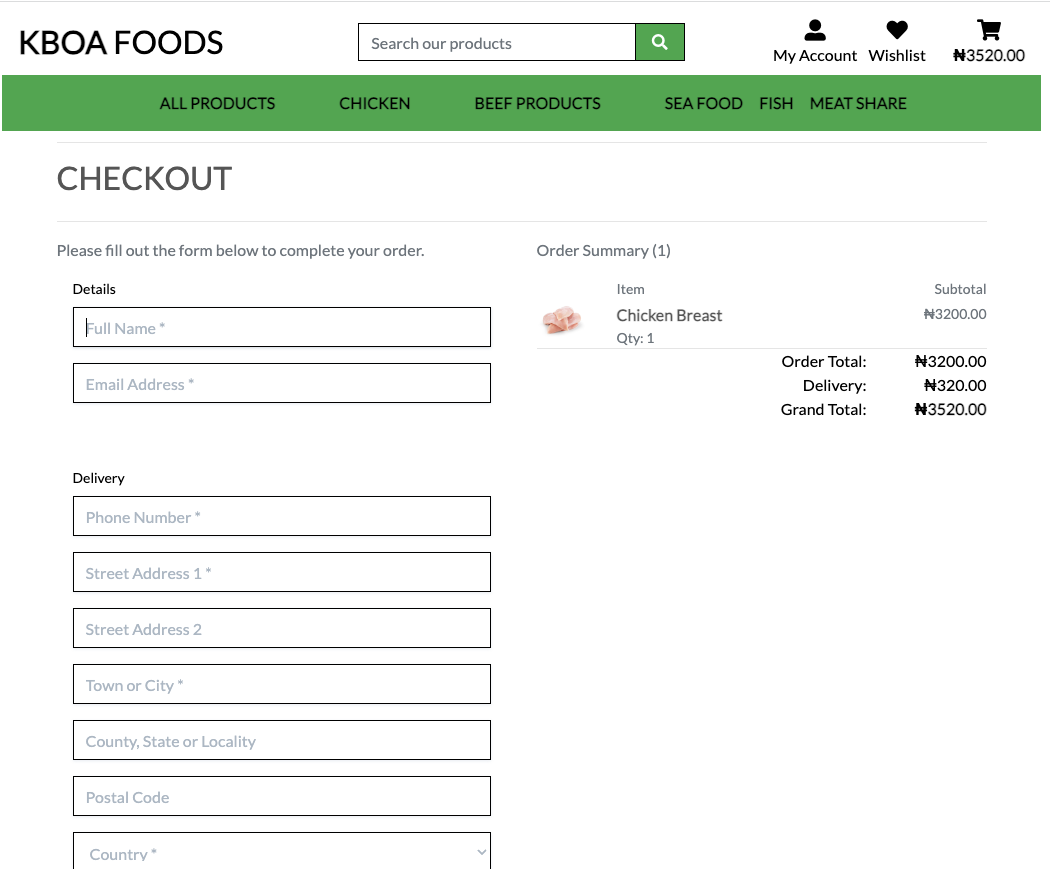 KBOA FOODS
Search our products
My Account
Wishlist
₦3520.00
ALL PRODUCTS
CHICKEN
BEEF PRODUCTS
SEA FOOD
FISH
MEAT SHARE
CHECKOUT
Please fill out the form below to complete your order.
Details
Full Name *
Email Address *
Delivery
Phone Number *
Street Address 1 *
Street Address 2
Town or City *
County, State or Locality
Postal Code
Country *
Order Summary (1)
Item Subtotal
Chicken Breast ₦3200.00
Qty: 1
Order Total: ₦3200.00
Delivery: ₦320.00
Grand Total: ₦3520.00